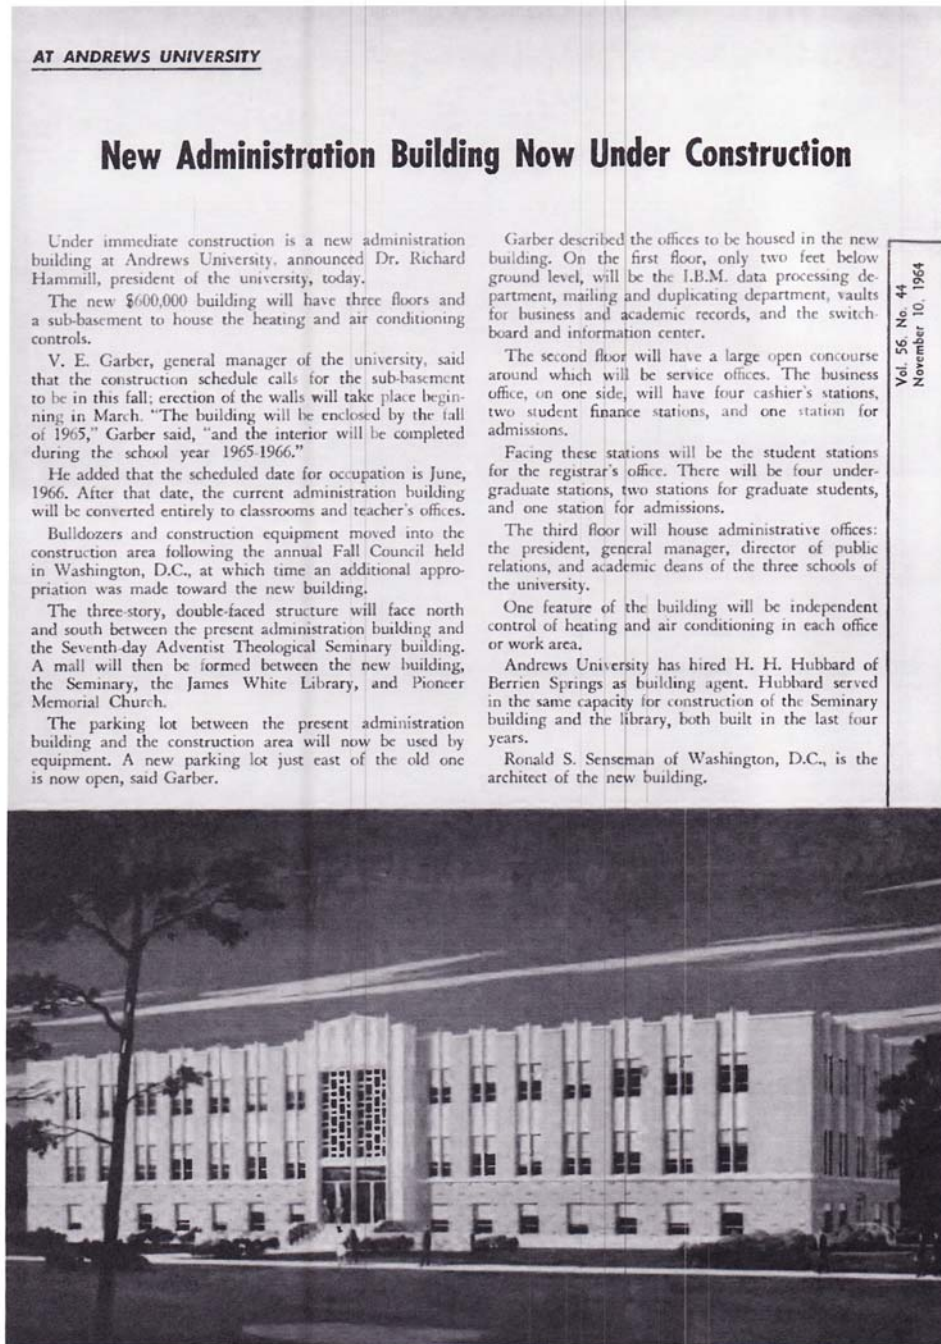 AT ANDREWS UNIVERSITY
New Administration Building Now Under Construction
Under immediate construction is a new administration
building at Andrews University, announced Dr. Richard
Hammill, president of the university, today.
The new $600,000 building will have three floors and
a sub-basement to house the heating and air conditioning
controls.
V. E. Garber, general manager of the university, said
that the construction schedule calls for the sub-basement
to be in this fall; erection of the walls will take place begin-
ning in March. "The building will be enclosed by the fall
of 1965," Garber said, "and the interior will be completed
during the school year 1965-1966."
He added that the scheduled date for occupation is June,
1966. After that date, the current administration building
will be converted entirely to classrooms and teacher's offices.
Bulldozers and construction equipment moved into the
construction area following the annual Fall Council held
in Washington, D.C., at which time an additional appro-
priation was made toward the new building.
The three-story, double-faced structure will face north
and south between the present administration building and
the Seventh-day Adventist Theological Seminary building.
A mall will then be formed between the new building,
the Seminary, the James White Library, and Pioneer
Memorial Church.
The parking lot between the present administration
building and the construction area will now be used by
equipment. A new parking lot just east of the old one
is now open, said Garber.
Garber described the offices to be housed in the new
building. On the first floor, only two feet below
ground level, will be the I.B.M. data processing de-
partment, mailing and duplicating department, vaults
for business and academic records, and the switch-
board and information center.
The second floor will have a large open concourse
around which will be service offices. The business
office, on one side, will have four cashier's stations,
two student finance stations, and one station for
admissions.
Facing these stations will be the student stations
for the registrar's office. There will be four under-
graduate stations, two stations for graduate students,
and one station for admissions.
The third floor will house administrative offices:
the president, general manager, director of public
relations, and academic deans of the three schools of
the university.
One feature of the building will be independent
control of heating and air conditioning in each office
or work area.
Andrews University has hired H. H. Hubbard of
Berrien Springs as building agent. Hubbard served
in the same capacity for construction of the Seminary
building and the library, both built in the last four
years.
Ronald S. Senseman of Washington, D.C., is the
architect of the new building.
Vol. 56, No. 44
November 10, 1964